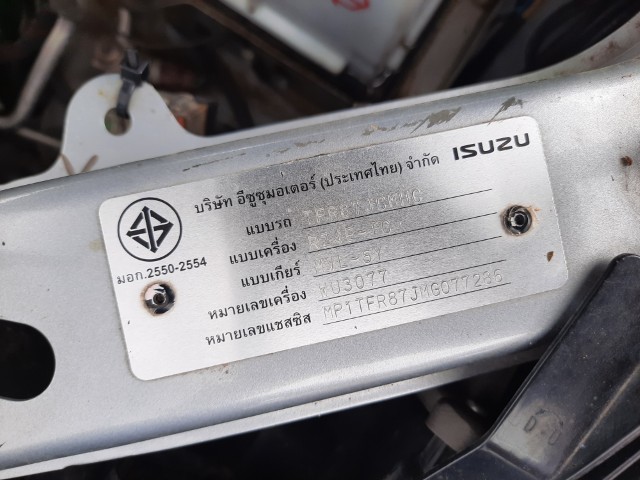 บริษัท อีซูซุมอเตอร์ (ประเทศไทย) จำกัด ISUZU
แบบรถ
แบบเครื่อง
แบบเกียร์
หมายเลขเครื่อง XU3077
หมายเลขแชสซิส MP1TFR87JMG077236
มอก.2550-2554